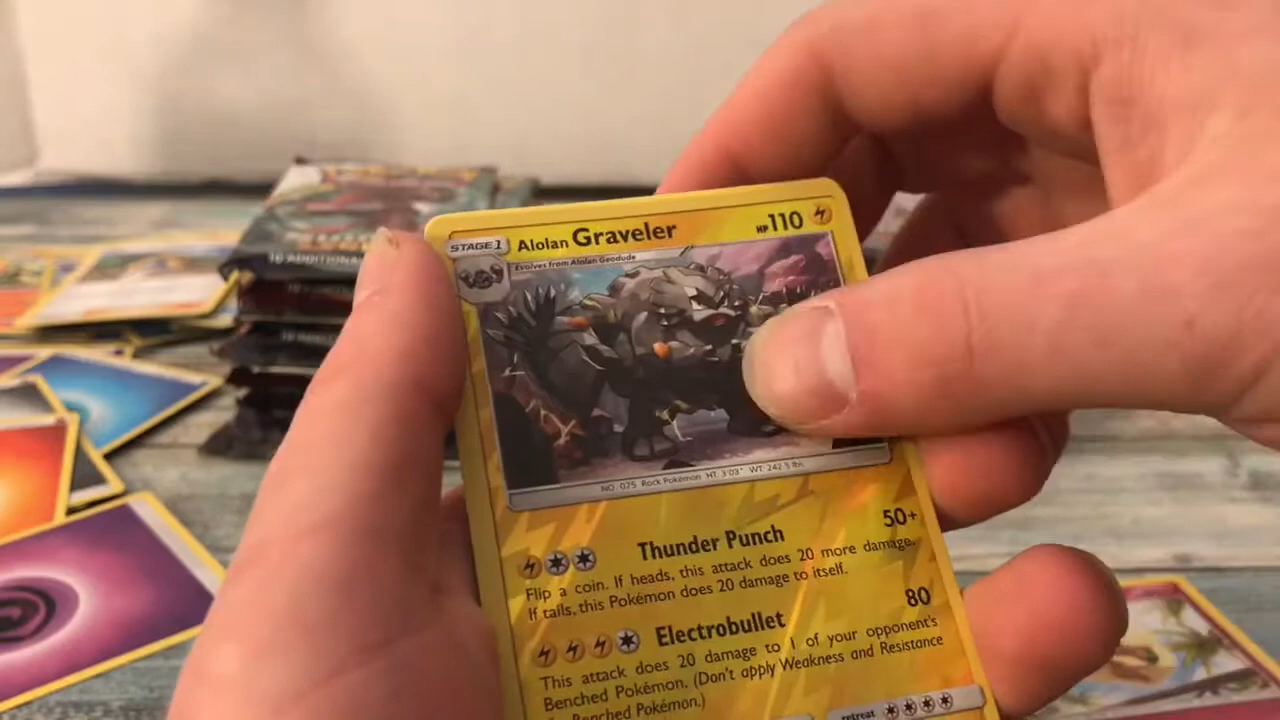 STAGE 1 Alolan Graveler HP 110
Evolves from Alolan Geodude
NO. 075 Rock Pokémon HT: 3'03" WT: 242.5 lbs.
Thunder Punch 50+
Flip a coin. If heads, this attack does 20 more damage.
If tails, this Pokémon does 20 damage to itself.
Electrobullet 80
This attack does 20 damage to 1 of your opponent's
Benched Pokémon. (Don't apply Weakness and Resistance
Benched Pokémon.)
retreat
10 ADDITIONAL